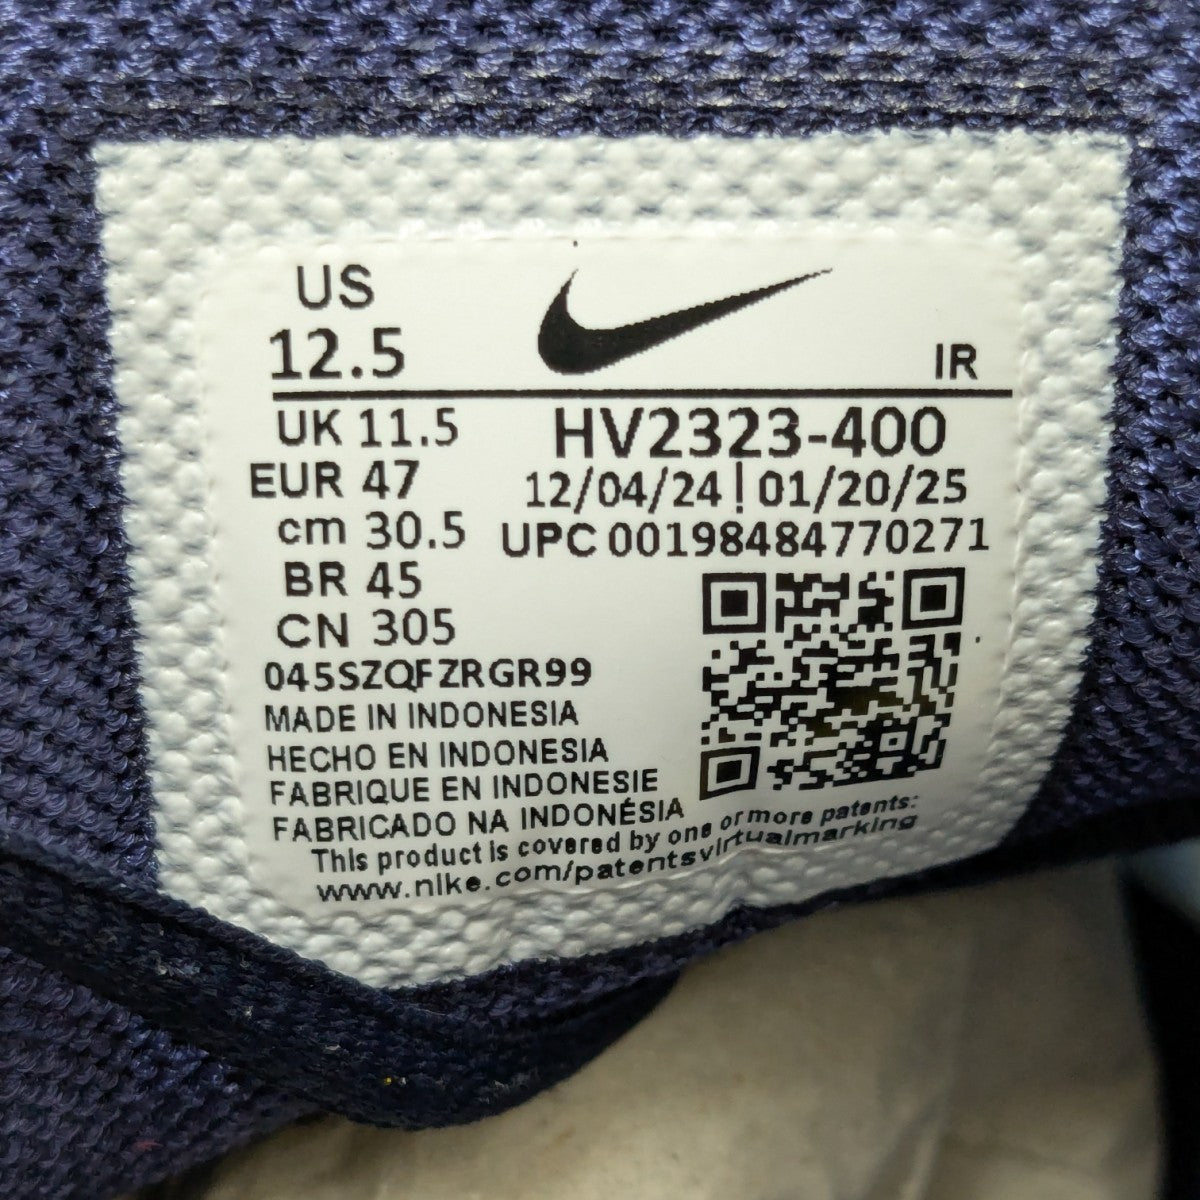 US
12.5
IR
UK 11.5
EUR 47
cm 30.5
BR 45
CN 305
HV2323-400
12/04/24 | 01/20/25
UPC 00198484770271
045SZQFZRGR99
MADE IN INDONESIA
HECHO EN INDONESIA
FABRIQUE EN INDONESIE
FABRICADO NA INDONÉSIA
This product is covered by one or more patents:
www.nike.com/patentsvirtualmarking